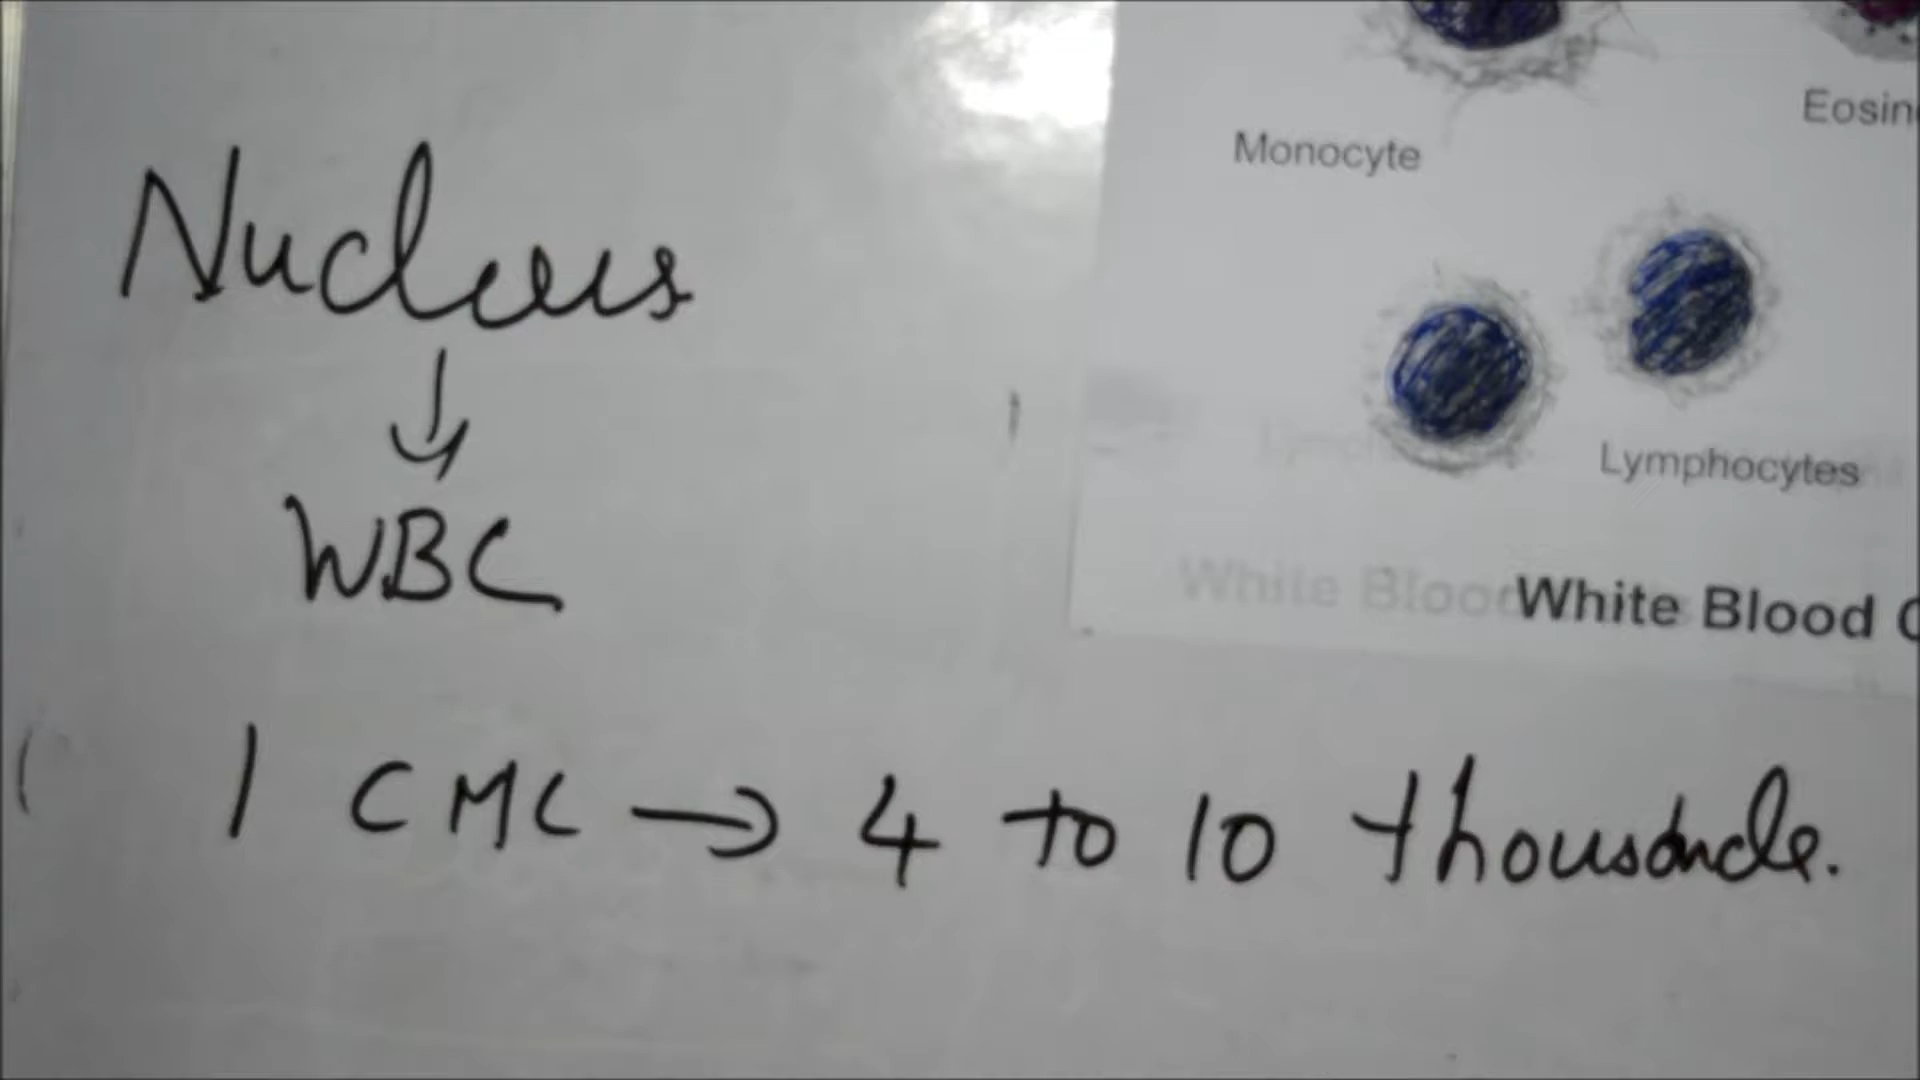 Nucleus
↓
WBC
1 CMC → 4 to 10 thousands.
Monocyte
Eosin
Lymphocytes
White Blood C